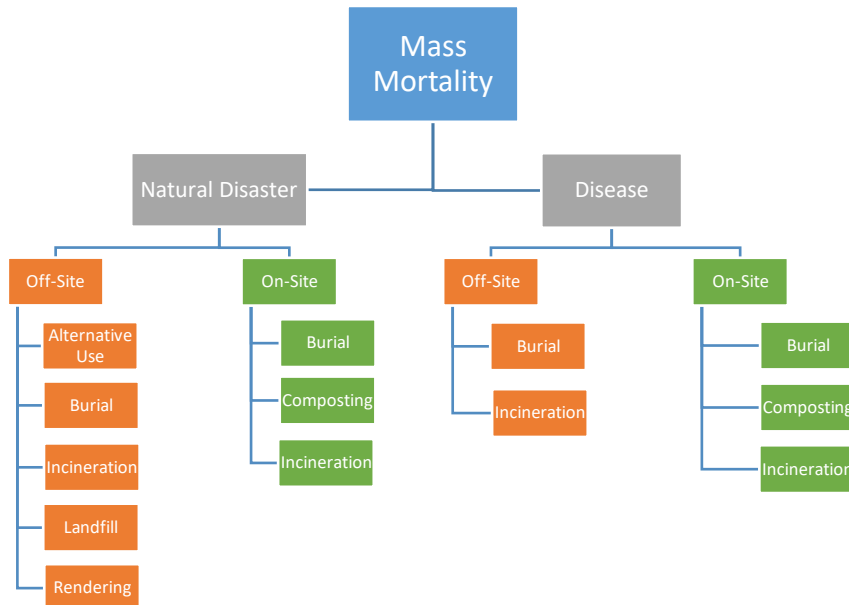 Mass
Mortality
Natural Disaster
Disease
Off-Site
On-Site
Off-Site
On-Site
Alternative
Use
Burial
Incineration
Landfill
Rendering
Burial
Composting
Incineration
Burial
Incineration
Burial
Composting
Incineration